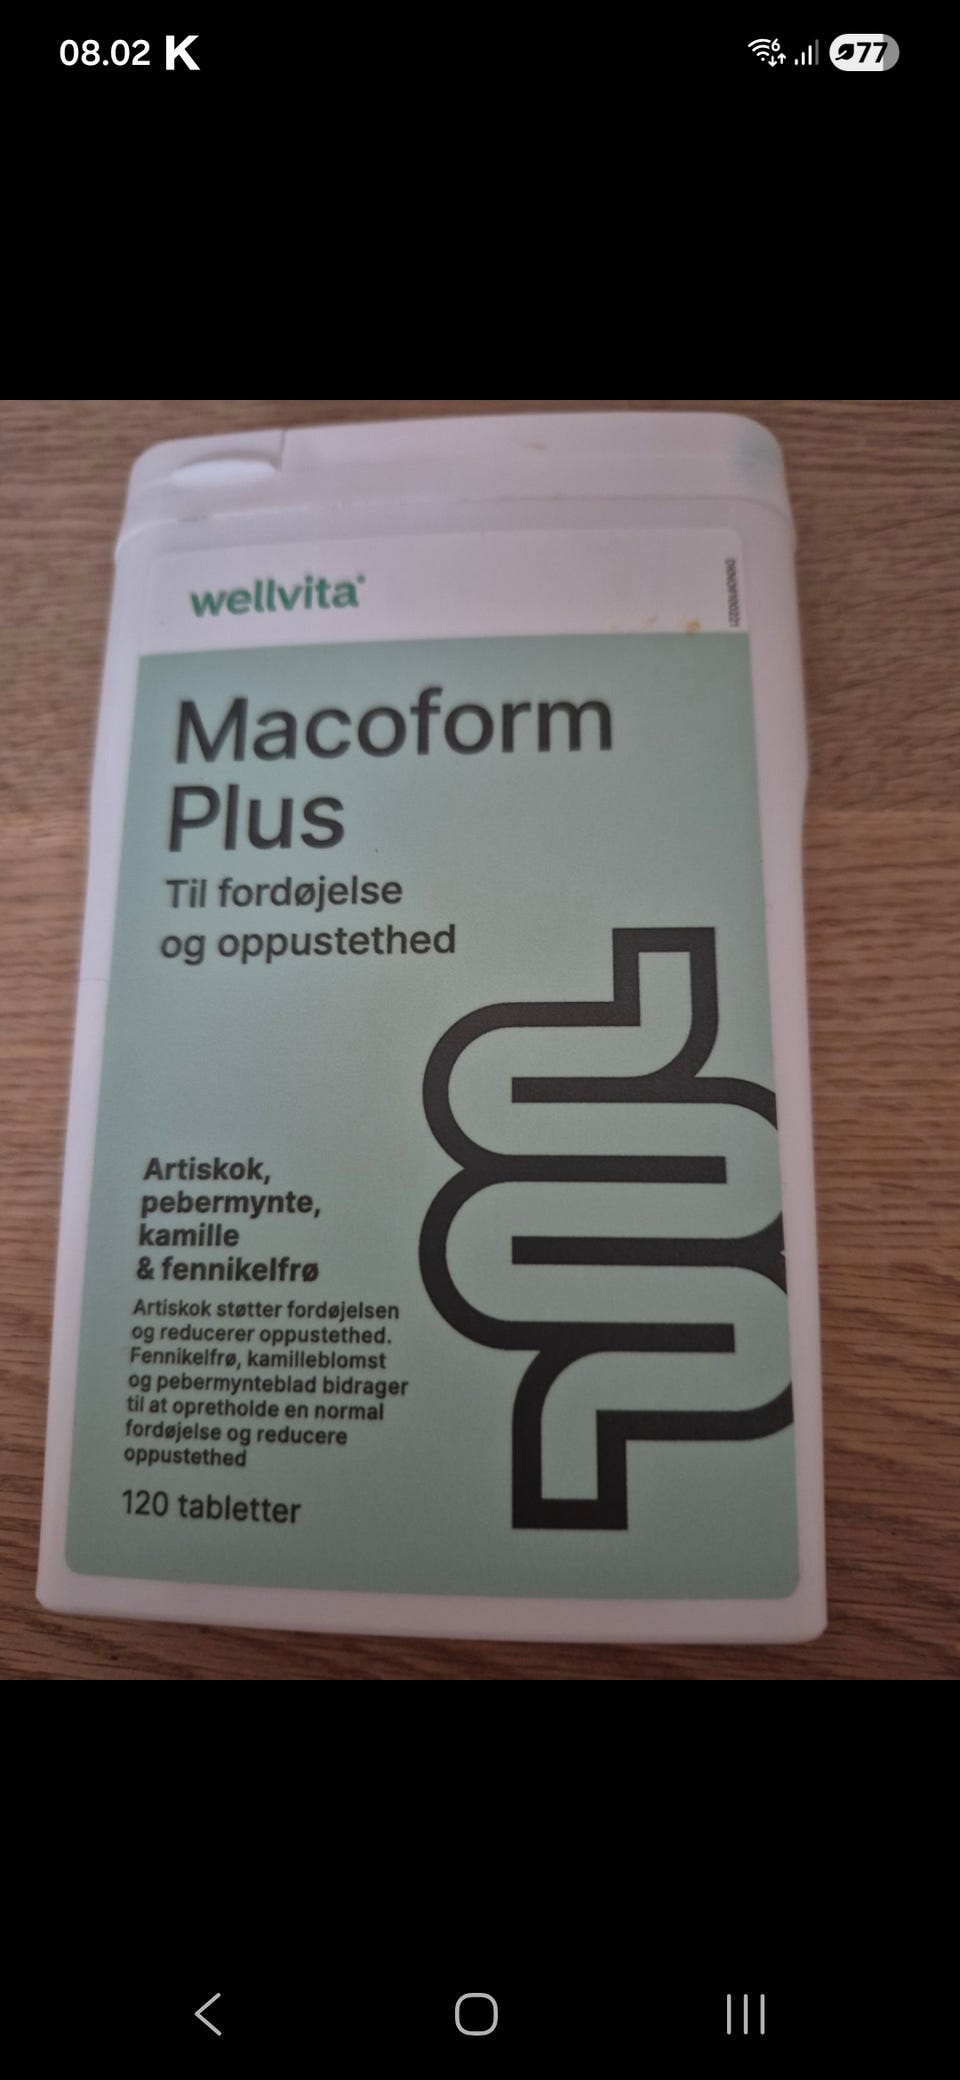 08.02 K
6
77
wellvita®
Macoform
Plus
Til fordøjelse
og oppustethed
Artiskok,
pebermynte,
kamille
& fennikelfrø
Artiskok støtter fordøjelsen
og reducerer oppustethed.
Fennikelfrø, kamilleblomst
og pebermynteblad bidrager
til at opretholde en normal
fordøjelse og reducere
oppustethed
120 tabletter